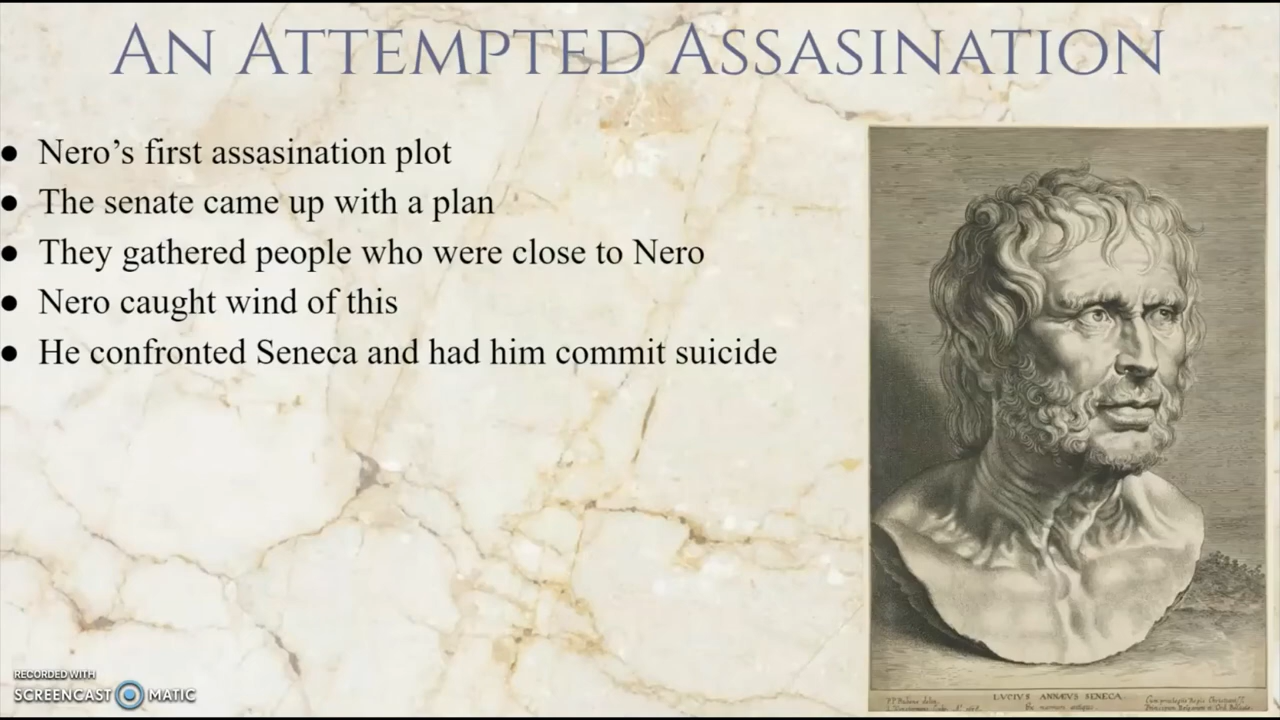 AN ATTEMPTED ASSASINATION
● Nero’s first assasination plot
● The senate came up with a plan
● They gathered people who were close to Nero
● Nero caught wind of this
● He confronted Seneca and had him commit suicide
RECORDED WITH
SCREENCAST MATIC
LVCIVS ANNÆVS SENECA